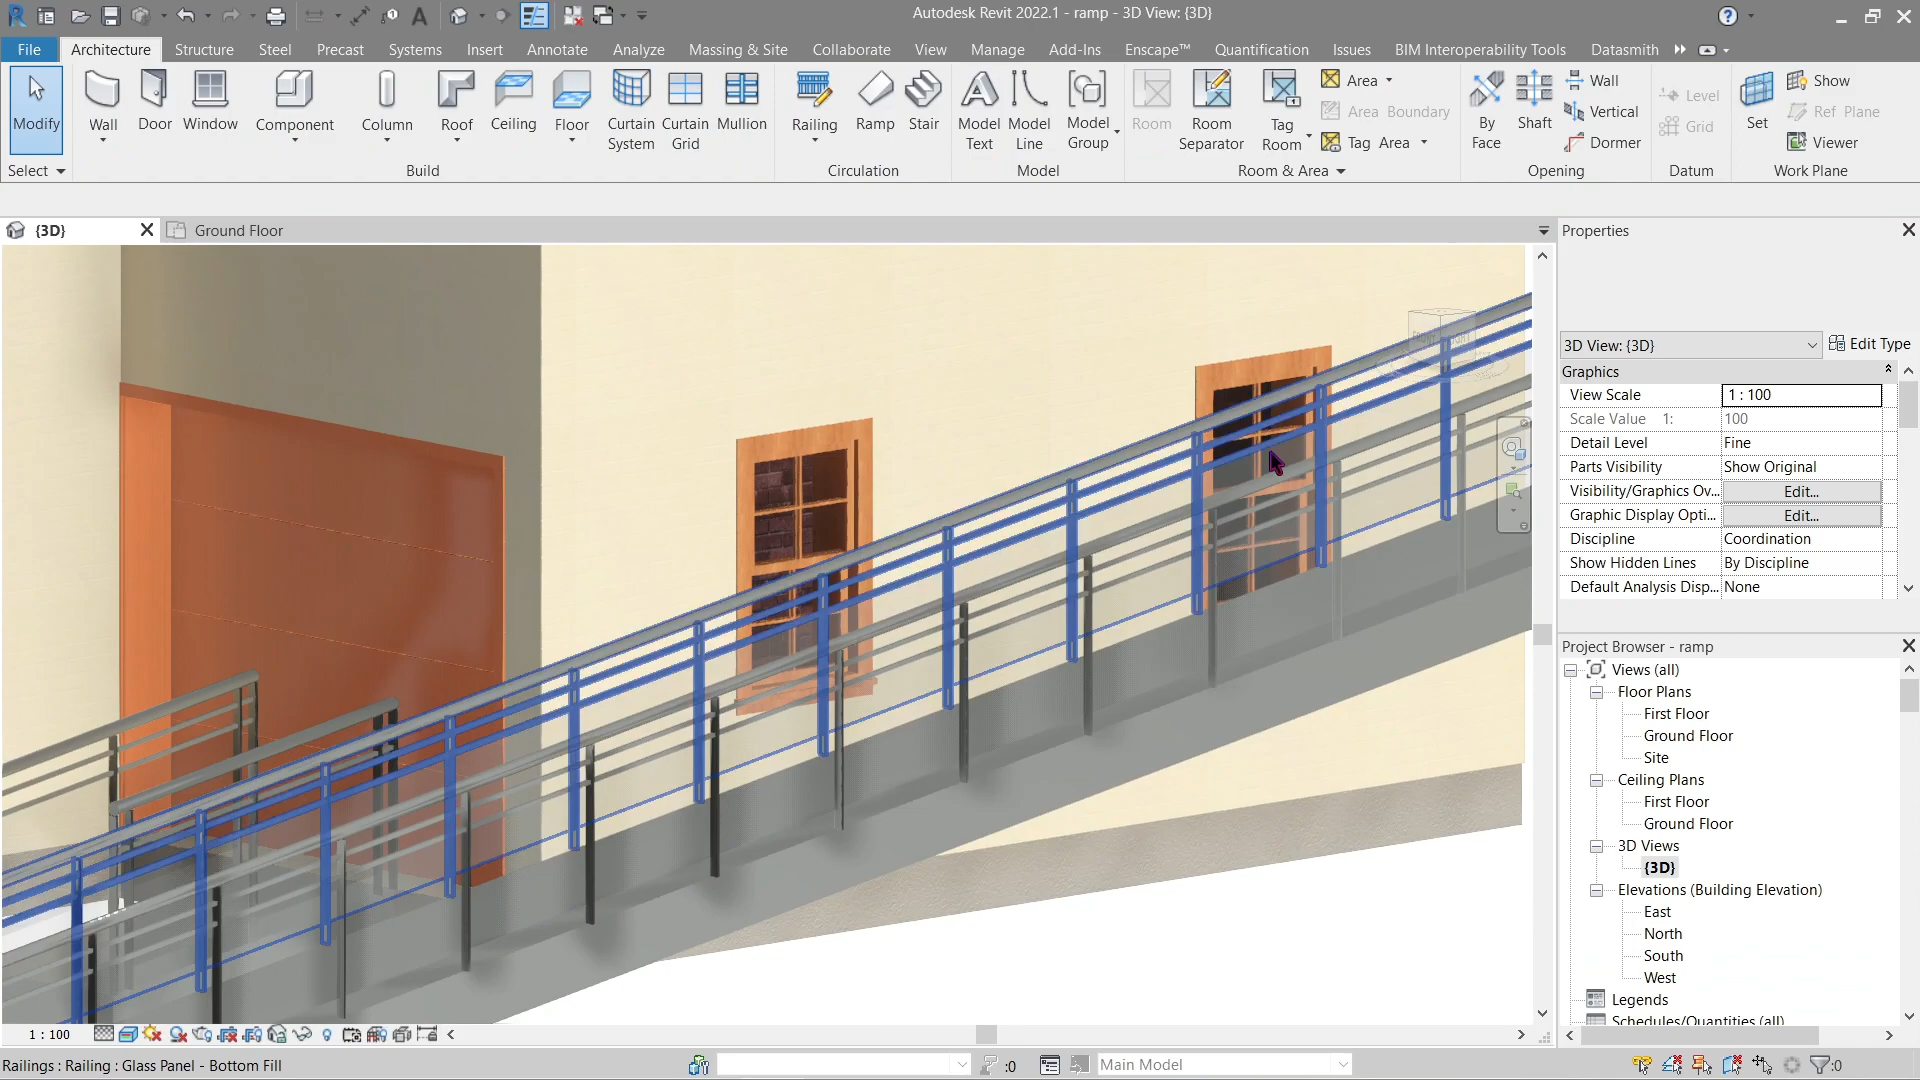 Autodesk Revit 2022.1 - ramp - 3D View: {3D}
File Architecture Structure Steel Precast Systems Insert Annotate Analyze Massing & Site Collaborate View Manage Add-Ins Enscape™ Quantification Issues BIM Interoperability Tools Datasmith
Modify Wall Door Window Component Column Roof Ceiling Floor Curtain System Curtain Grid Mullion Railing Ramp Stair Model Text Model Line Model Group Room Room Separator Tag Room Area Area Boundary Tag Area By Face Shaft Wall Vertical Dormer Level Grid Set Show Ref Plane Viewer
Select Build Circulation Model Room & Area Opening Datum Work Plane
{3D} Ground Floor
Properties
3D View: {3D} Edit Type
Graphics
View Scale 1 : 100
Scale Value 1: 100
Detail Level Fine
Parts Visibility Show Original
Visibility/Graphics Ov... Edit...
Graphic Display Opti... Edit...
Discipline Coordination
Show Hidden Lines By Discipline
Default Analysis Disp... None
Project Browser - ramp
Views (all)
Floor Plans
First Floor
Ground Floor
Site
Ceiling Plans
First Floor
Ground Floor
3D Views
{3D}
Elevations (Building Elevation)
East
North
South
West
Legends
Schedules/Quantities (all)
1 : 100
Railings : Railing : Glass Panel - Bottom Fill :0 Main Model :0